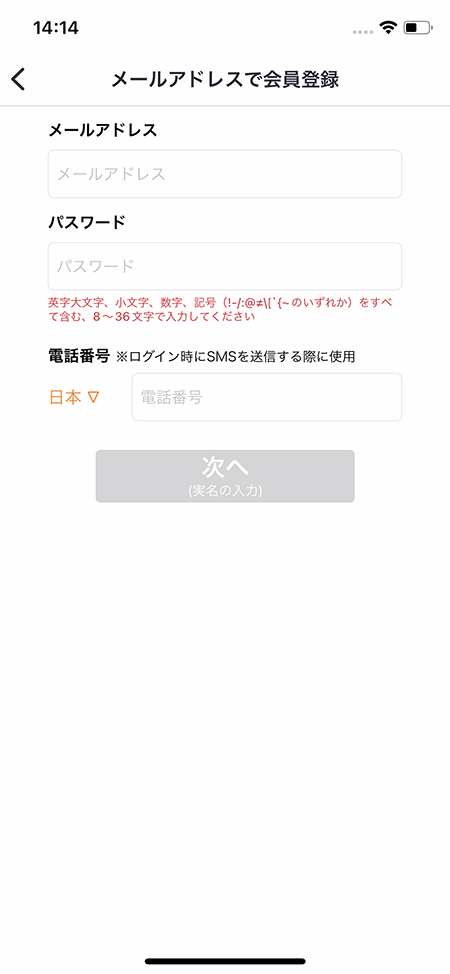 14:14
メールアドレスで会員登録
メールアドレス
メールアドレス
パスワード
パスワード
英字大文字、小文字、数字、記号（!-/:@≠\[`{~のいずれか）をすべ
て含む、8～36文字で入力してください
電話番号 ※ログイン時にSMSを送信する際に使用
日本 ▽ 電話番号
次へ
(実名の入力)